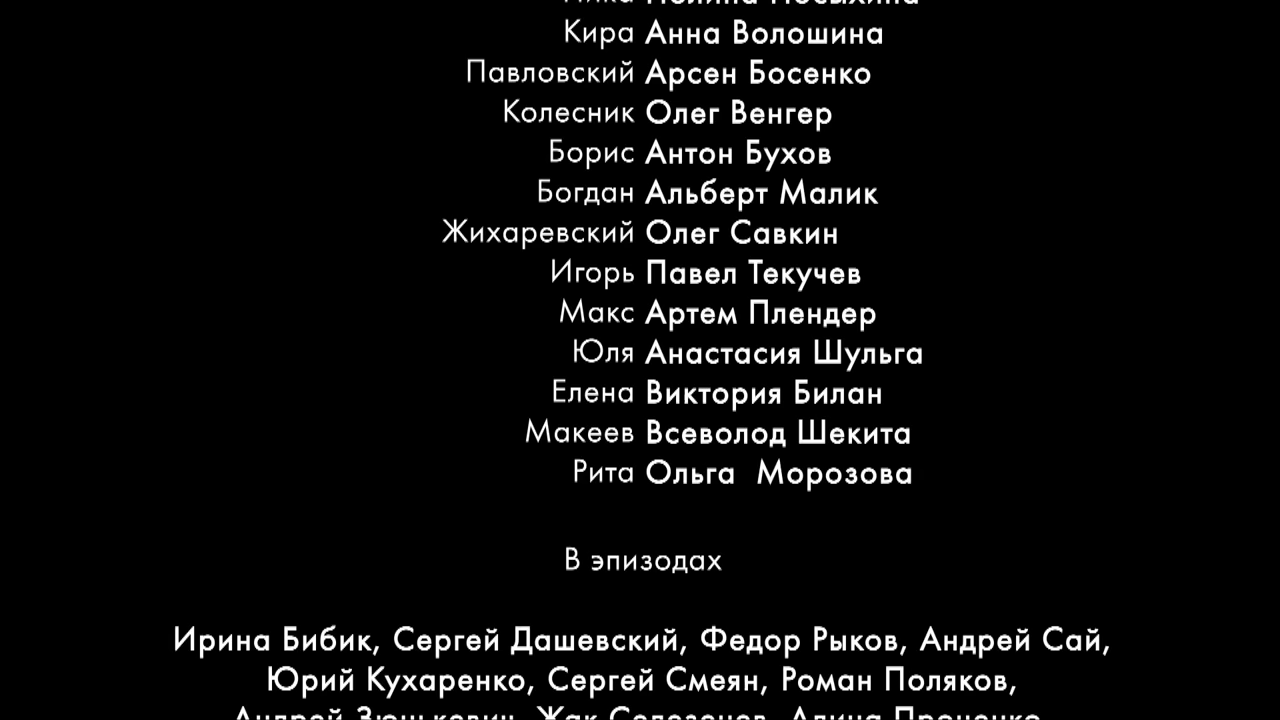 Кира Анна Волошина
Павловский Арсен Босенко
Колесник Олег Венгер
Борис Антон Бухов
Богдан Альберт Малик
Жихаревский Олег Савкин
Игорь Павел Текучев
Макс Артем Плендер
Юля Анастасия Шульга
Елена Виктория Билан
Макеев Всеволод Шекита
Рита Ольга Морозова
В эпизодах
Ирина Бибик, Сергей Дашевский, Федор Рыков, Андрей Сай,
Юрий Кухаренко, Сергей Смеян, Роман Поляков,
Андрей